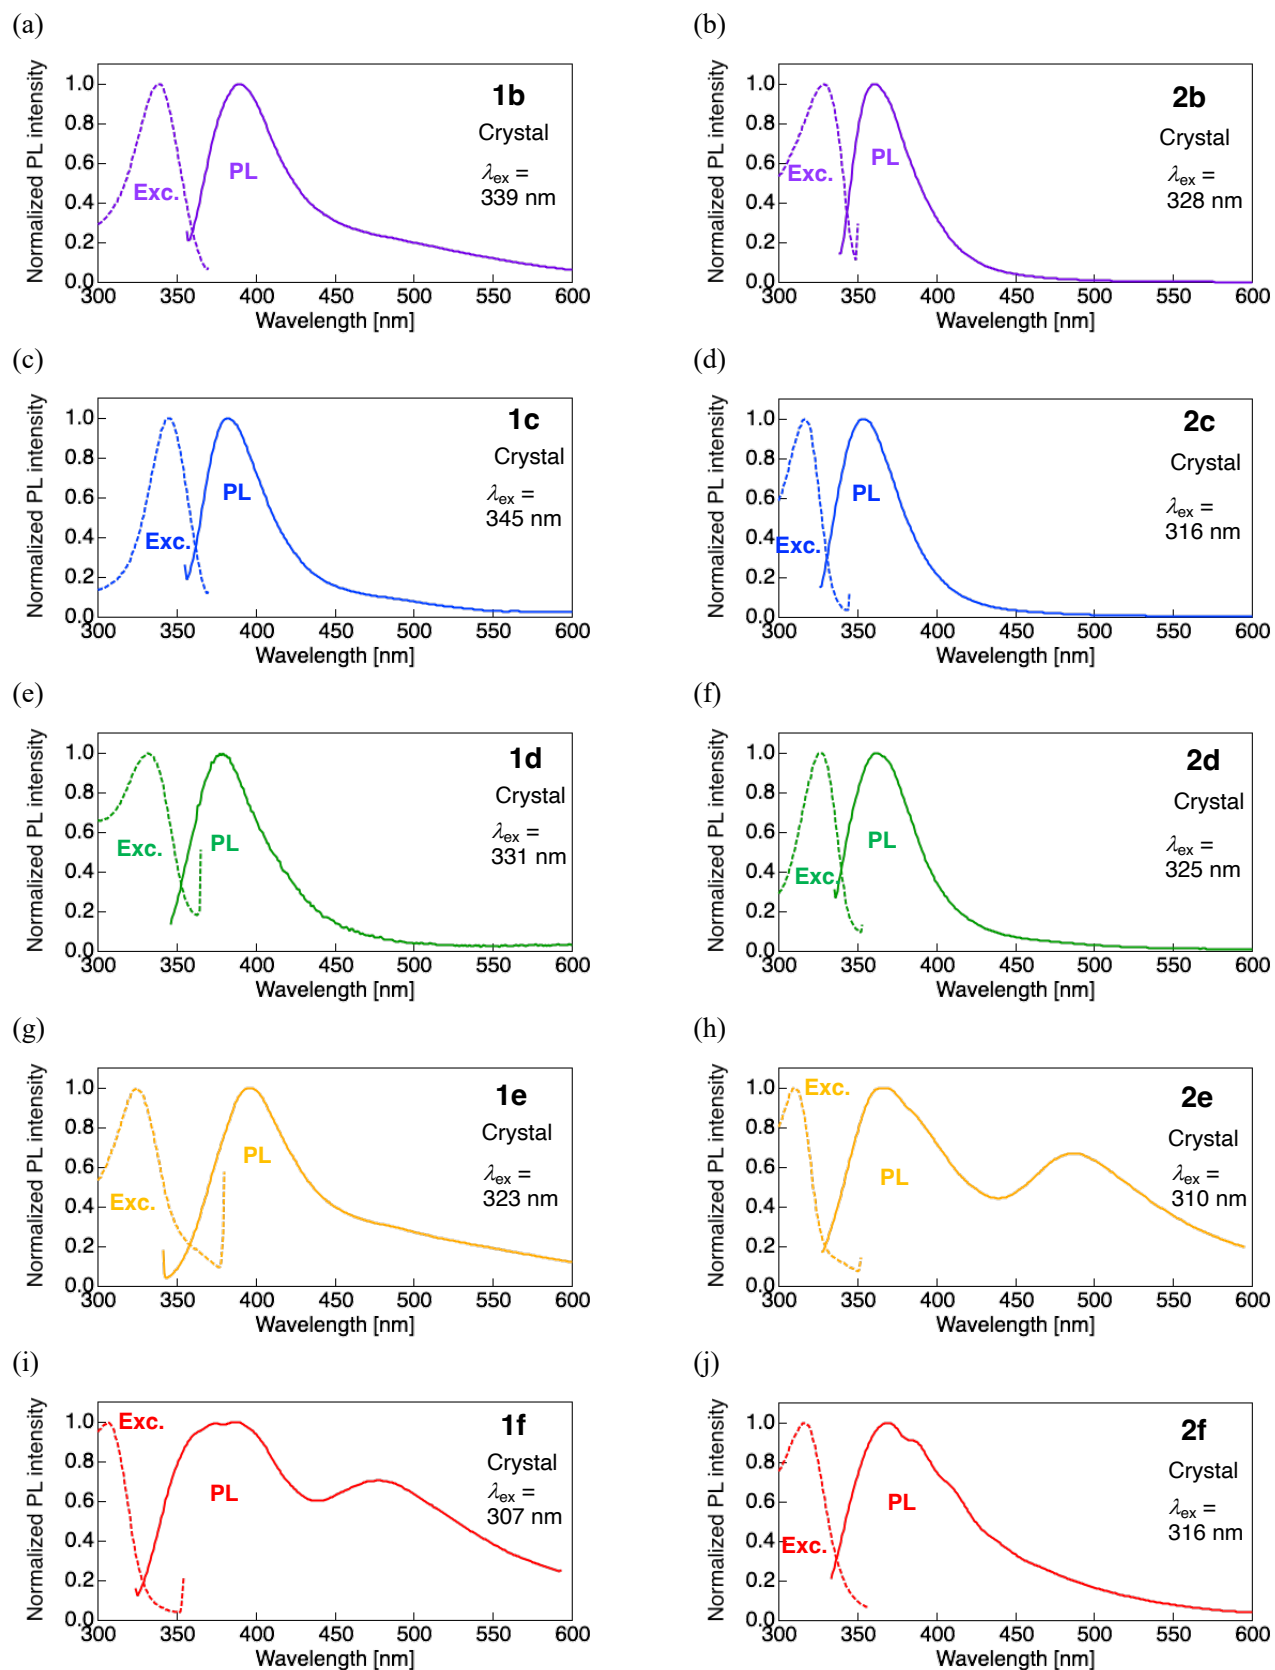 (a)
(b)
Normalized PL intensity
1.0
0.8
0.6
0.4
0.2
0.0
Exc.
PL
1b
Crystal
λex =
339 nm
300 350 400 450 500 550 600
Wavelength [nm]
Normalized PL intensity
1.0
0.8
0.6
0.4
0.2
0.0
Exc.
PL
2b
Crystal
λex =
328 nm
300 350 400 450 500 550 600
Wavelength [nm]
(c)
(d)
Normalized PL intensity
1.0
0.8
0.6
0.4
0.2
0.0
Exc.
PL
1c
Crystal
λex =
345 nm
300 350 400 450 500 550 600
Wavelength [nm]
Normalized PL intensity
1.0
0.8
0.6
0.4
0.2
0.0
Exc.
PL
2c
Crystal
λex =
316 nm
300 350 400 450 500 550 600
Wavelength [nm]
(e)
(f)
Normalized PL intensity
1.0
0.8
0.6
0.4
0.2
0.0
Exc.
PL
1d
Crystal
λex =
331 nm
300 350 400 450 500 550 600
Wavelength [nm]
Normalized PL intensity
1.0
0.8
0.6
0.4
0.2
0.0
Exc.
PL
2d
Crystal
λex =
325 nm
300 350 400 450 500 550 600
Wavelength [nm]
(g)
(h)
Normalized PL intensity
1.0
0.8
0.6
0.4
0.2
0.0
Exc.
PL
1e
Crystal
λex =
323 nm
300 350 400 450 500 550 600
Wavelength [nm]
Normalized PL intensity
1.0
0.8
0.6
0.4
0.2
0.0
Exc.
PL
2e
Crystal
λex =
310 nm
300 350 400 450 500 550 600
Wavelength [nm]
(i)
(j)
Normalized PL intensity
1.0
0.8
0.6
0.4
0.2
0.0
Exc.
PL
1f
Crystal
λex =
307 nm
300 350 400 450 500 550 600
Wavelength [nm]
Normalized PL intensity
1.0
0.8
0.6
0.4
0.2
0.0
Exc.
PL
2f
Crystal
λex =
316 nm
300 350 400 450 500 550 600
Wavelength [nm]